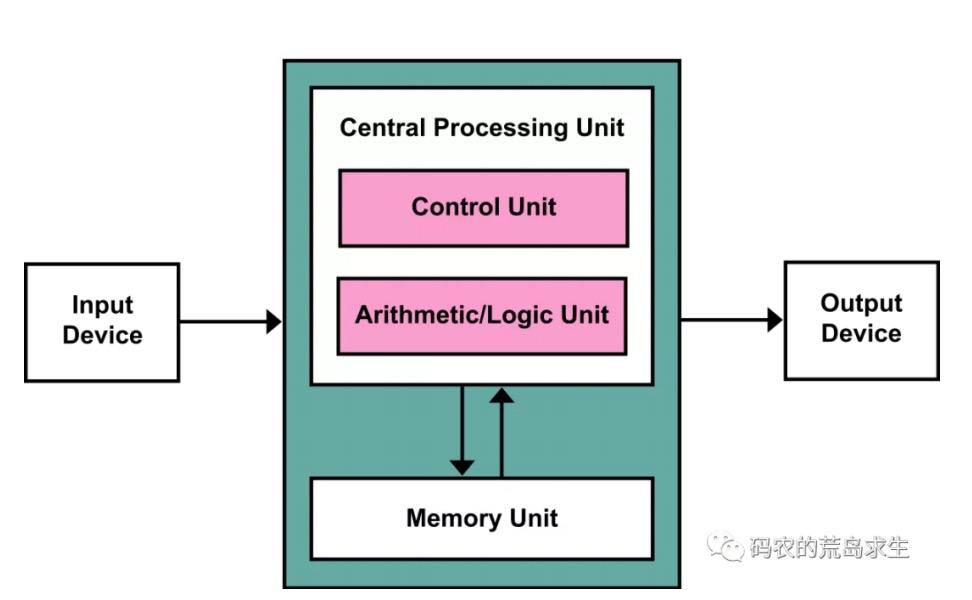 Central Processing Unit
Control Unit
Arithmetic/Logic Unit
Input
Device
Output
Device
Memory Unit
码农的荒岛求生